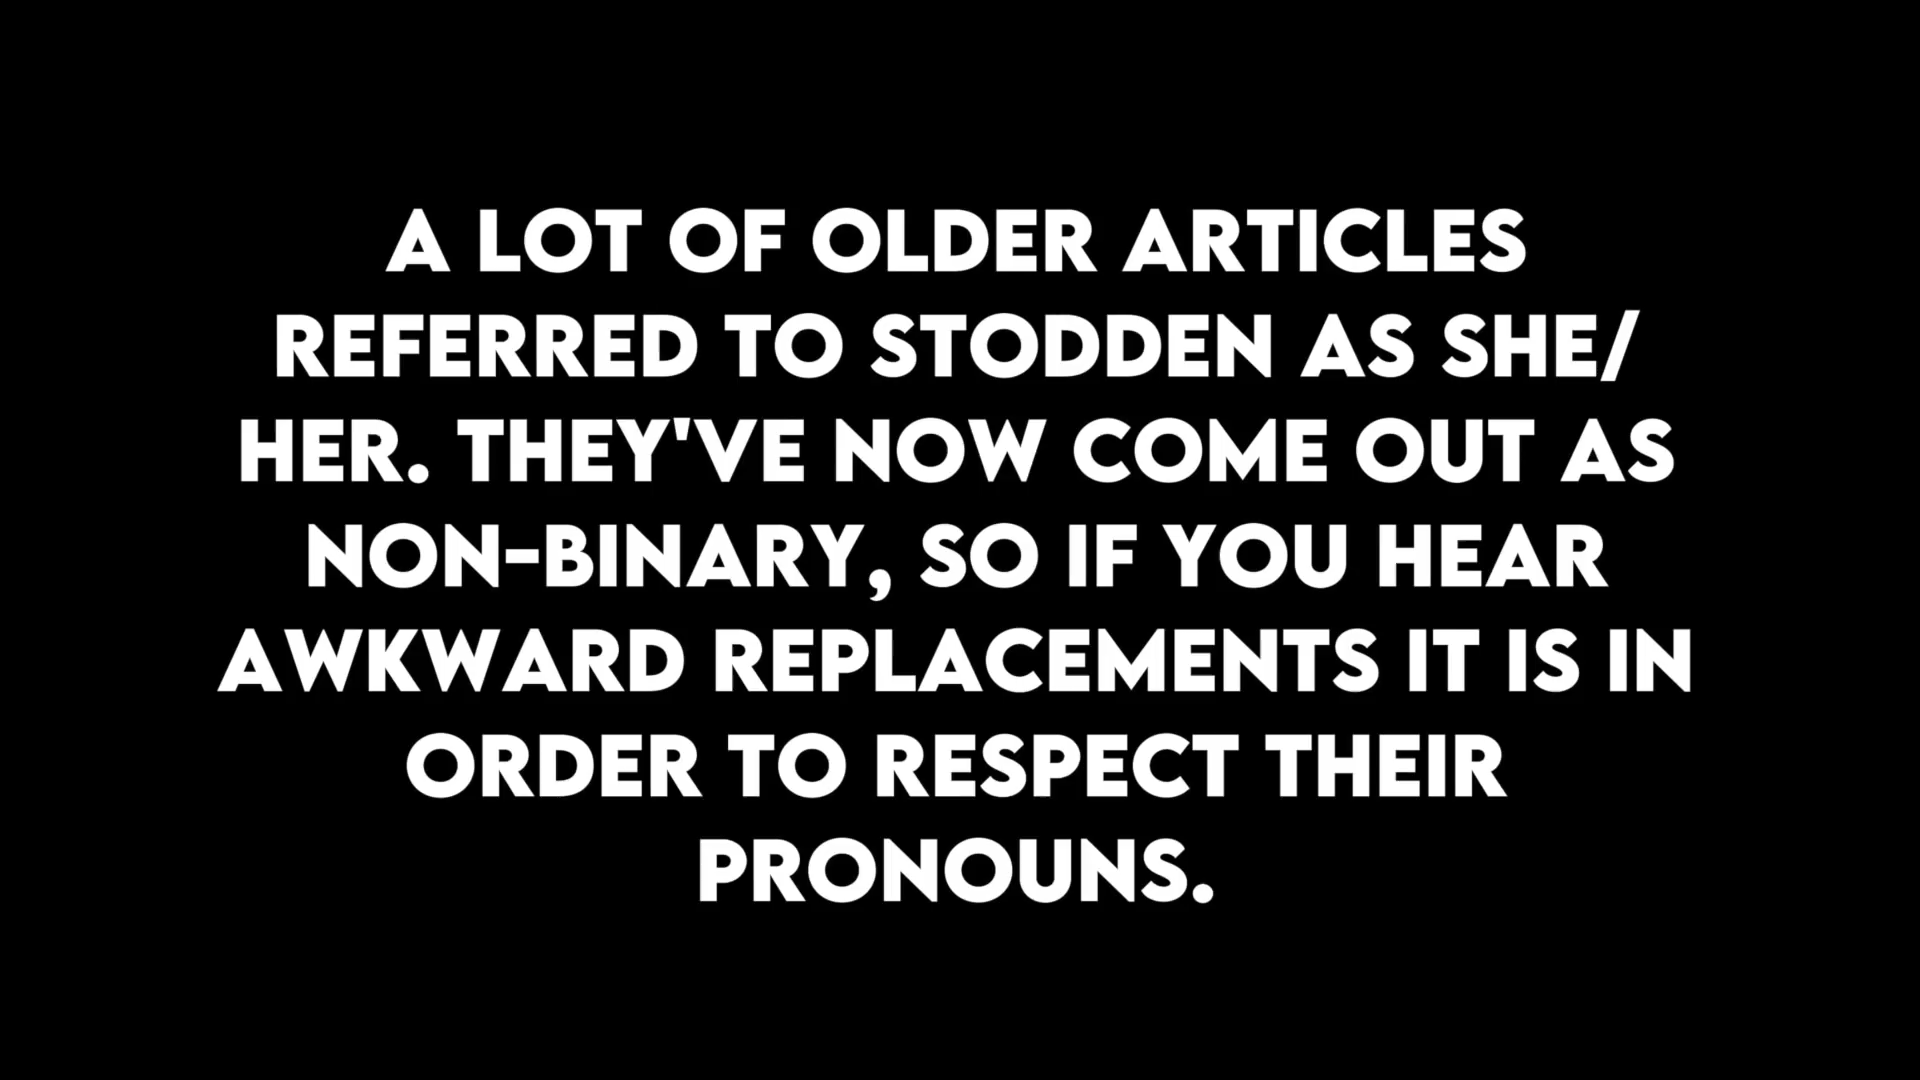 A LOT OF OLDER ARTICLES
REFERRED TO STODDEN AS SHE/
HER. THEY'VE NOW COME OUT AS
NON-BINARY, SO IF YOU HEAR
AWKWARD REPLACEMENTS IT IS IN
ORDER TO RESPECT THEIR
PRONOUNS.